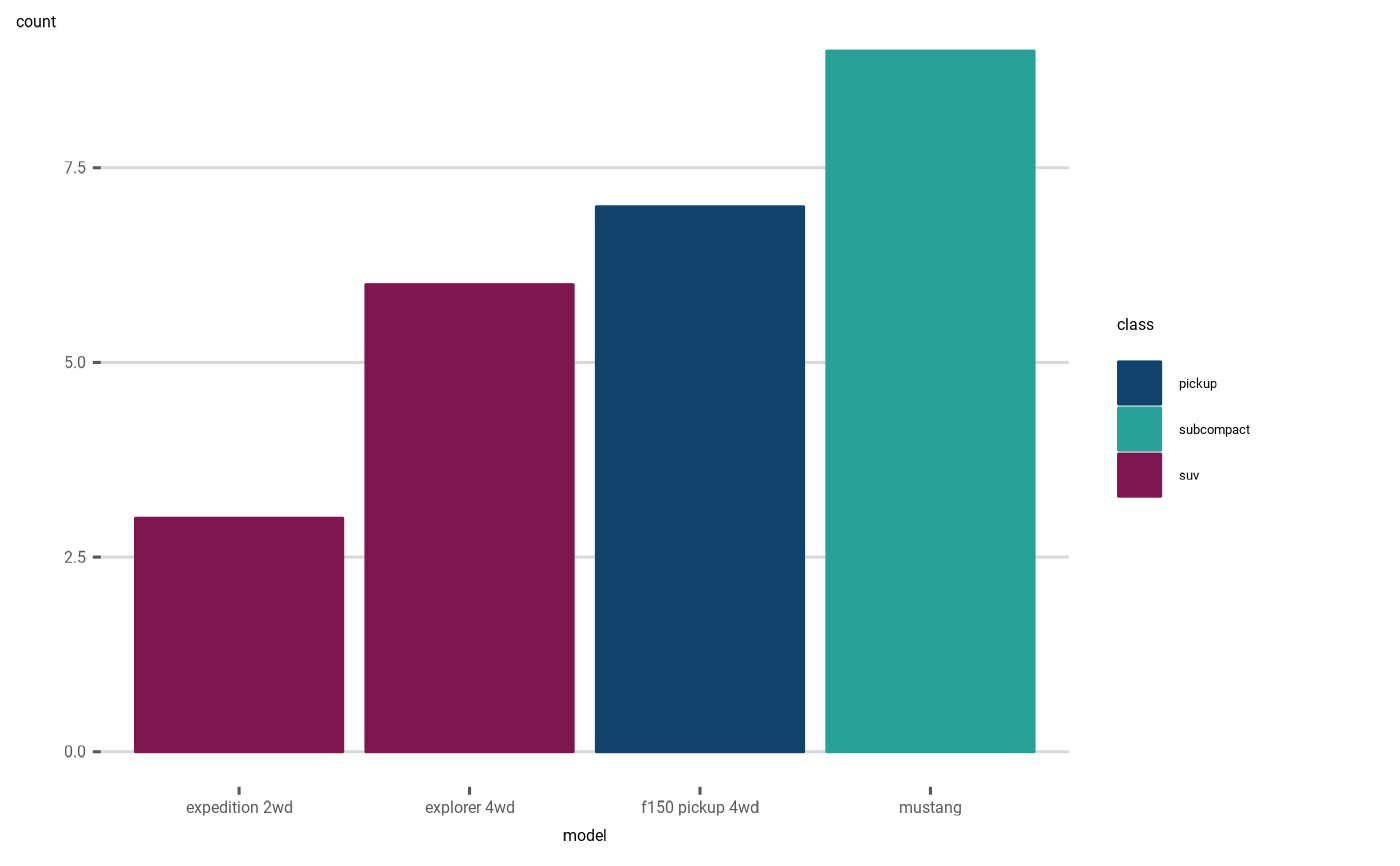 count
7.5
5.0
2.5
0.0
expedition 2wd
explorer 4wd
f150 pickup 4wd
mustang
model
class
pickup
subcompact
suv